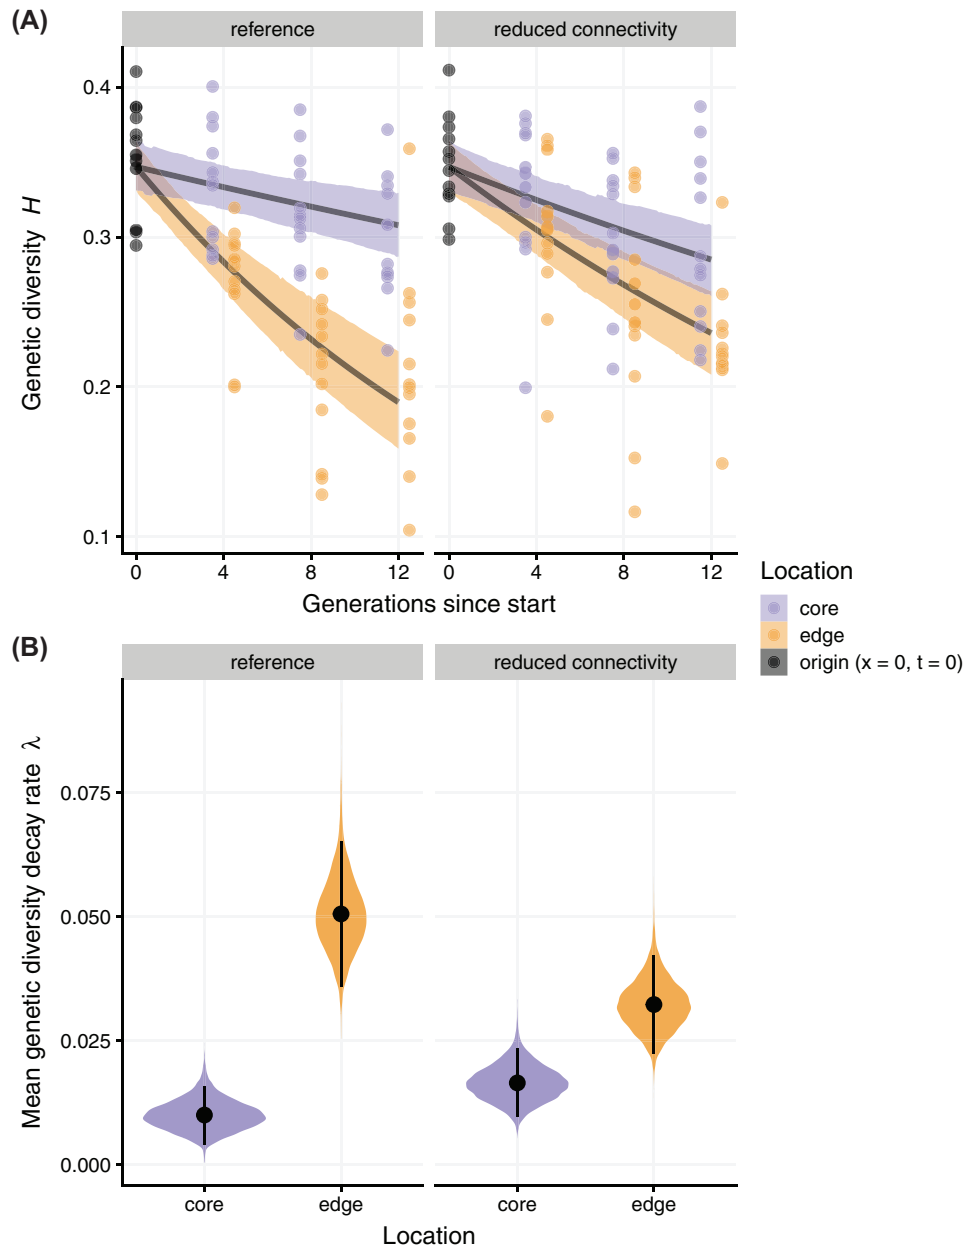 (A)
reference
reduced connectivity
Genetic diversity H
0.4
0.3
0.2
0.1
0 4 8 12
0 4 8 12
Generations since start
Location
core
edge
origin (x = 0, t = 0)
(B)
reference
reduced connectivity
Mean genetic diversity decay rate λ
0.075
0.050
0.025
0.000
core edge
core edge
Location